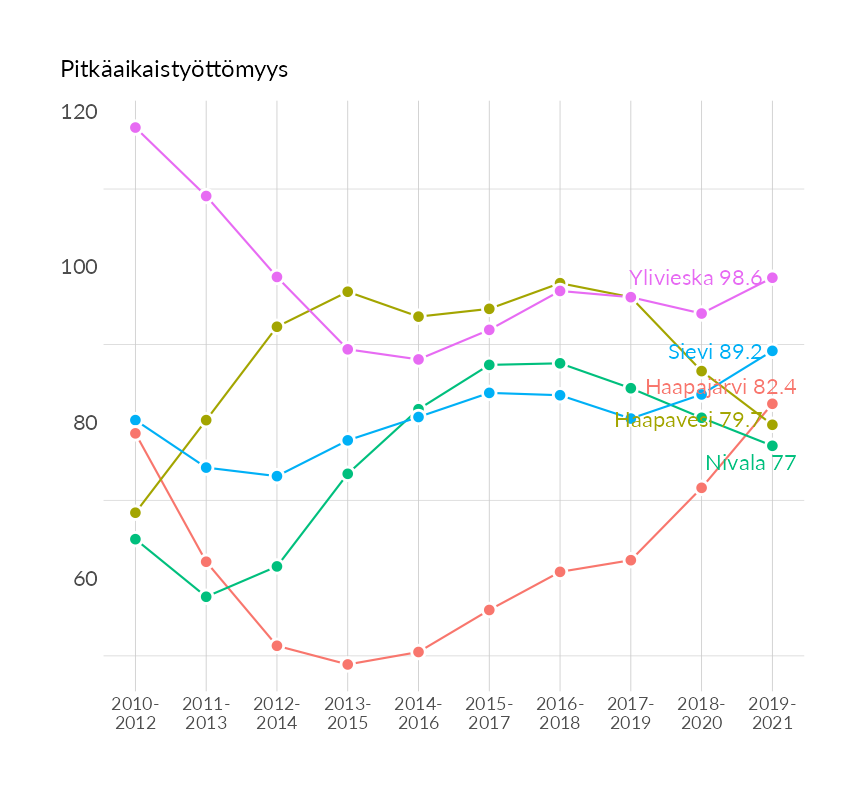 Pitkäaikaistyöttömyys
120
100
80
60
Ylivieska 98.6
Sievi 89.2
Haapajärvi 82.4
Haapavesi 79.7
Nivala 77
2010- 2011- 2012- 2013- 2014- 2015- 2016- 2017- 2018- 2019-
2012 2013 2014 2015 2016 2017 2018 2019 2020 2021